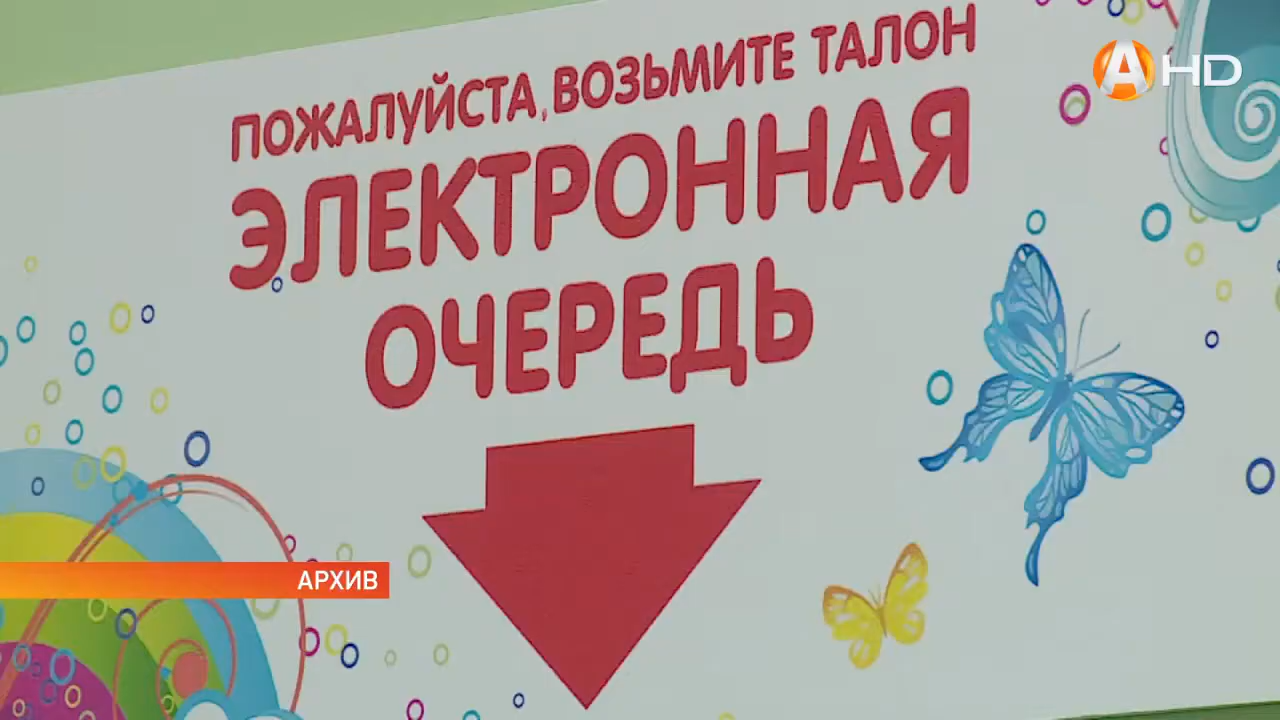 ПОЖАЛУЙСТА, ВОЗЬМИТЕ ТАЛОН
ЭЛЕКТРОННАЯ
ОЧЕРЕДЬ
А HD
АРХИВ